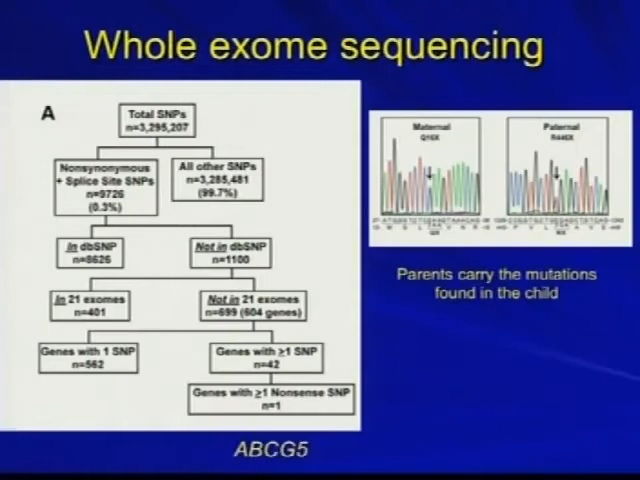 Whole exome sequencing
A
Total SNPs
n=3,295,207
Nonsynonymous
+ Splice Site SNPs
n=9726
(0.3%)
All other SNPs
n=3,285,481
(99.7%)
In dbSNP
n=8626
Not in dbSNP
n=1100
In 21 exomes
n=401
Not in 21 exomes
n=699 (604 genes)
Genes with 1 SNP
n=562
Genes with >1 SNP
n=42
Genes with ≥1 Nonsense SNP
n=1
ABCG5
Maternal
Q16X
Paternal
R446X
Parents carry the mutations
found in the child